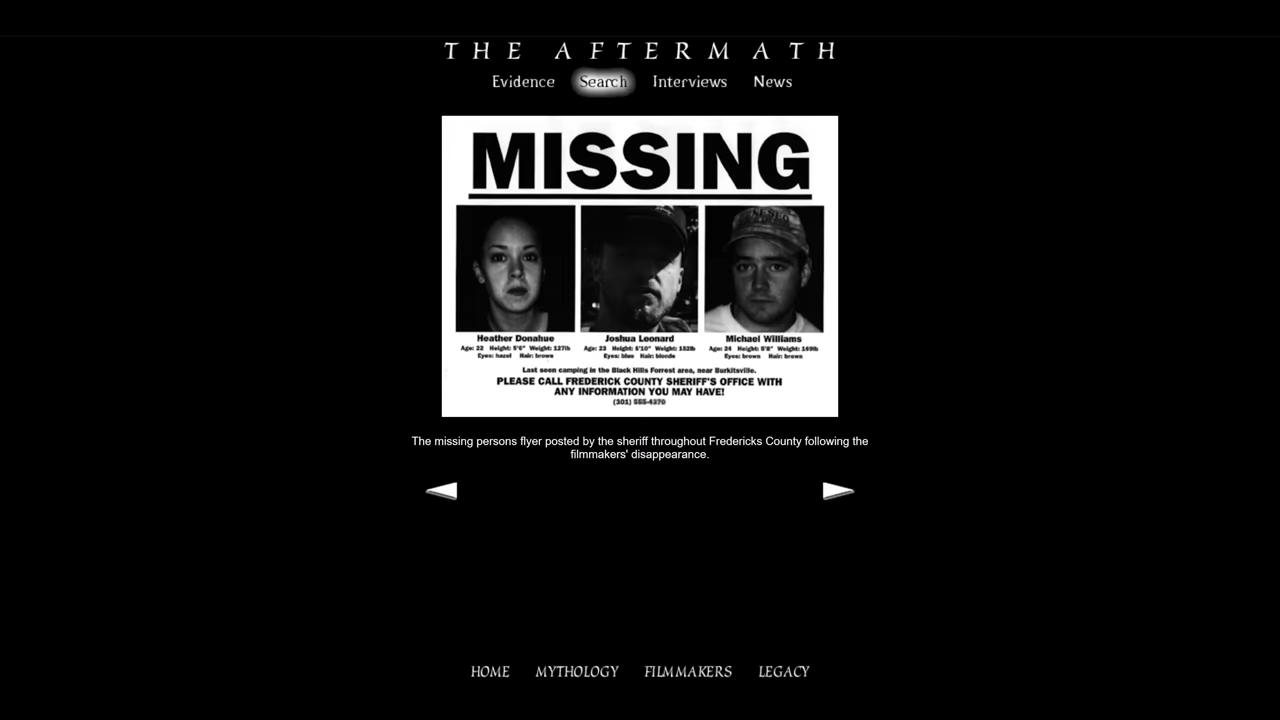 THE AFTERMATH
Evidence Search Interviews News
MISSING
Heather Donahue Joshua Leonard Michael Williams
Age: 22 Height: 5'6" Weight: 127lb Age: 23 Height: 5'10" Weight: 152lb Age: 24 Height: 5'8" Weight: 169lb
Eyes: hazel Hair: brown Eyes: blue Hair: blonde Eyes: brown Hair: brown
Last seen camping in the Black Hills Forrest area, near Burkitsville.
PLEASE CALL FREDERICK COUNTY SHERIFF'S OFFICE WITH
ANY INFORMATION YOU MAY HAVE!
(301) 555-4370
The missing persons flyer posted by the sheriff throughout Fredericks County following the
filmmakers' disappearance.
HOME MYTHOLOGY FILMMAKERS LEGACY